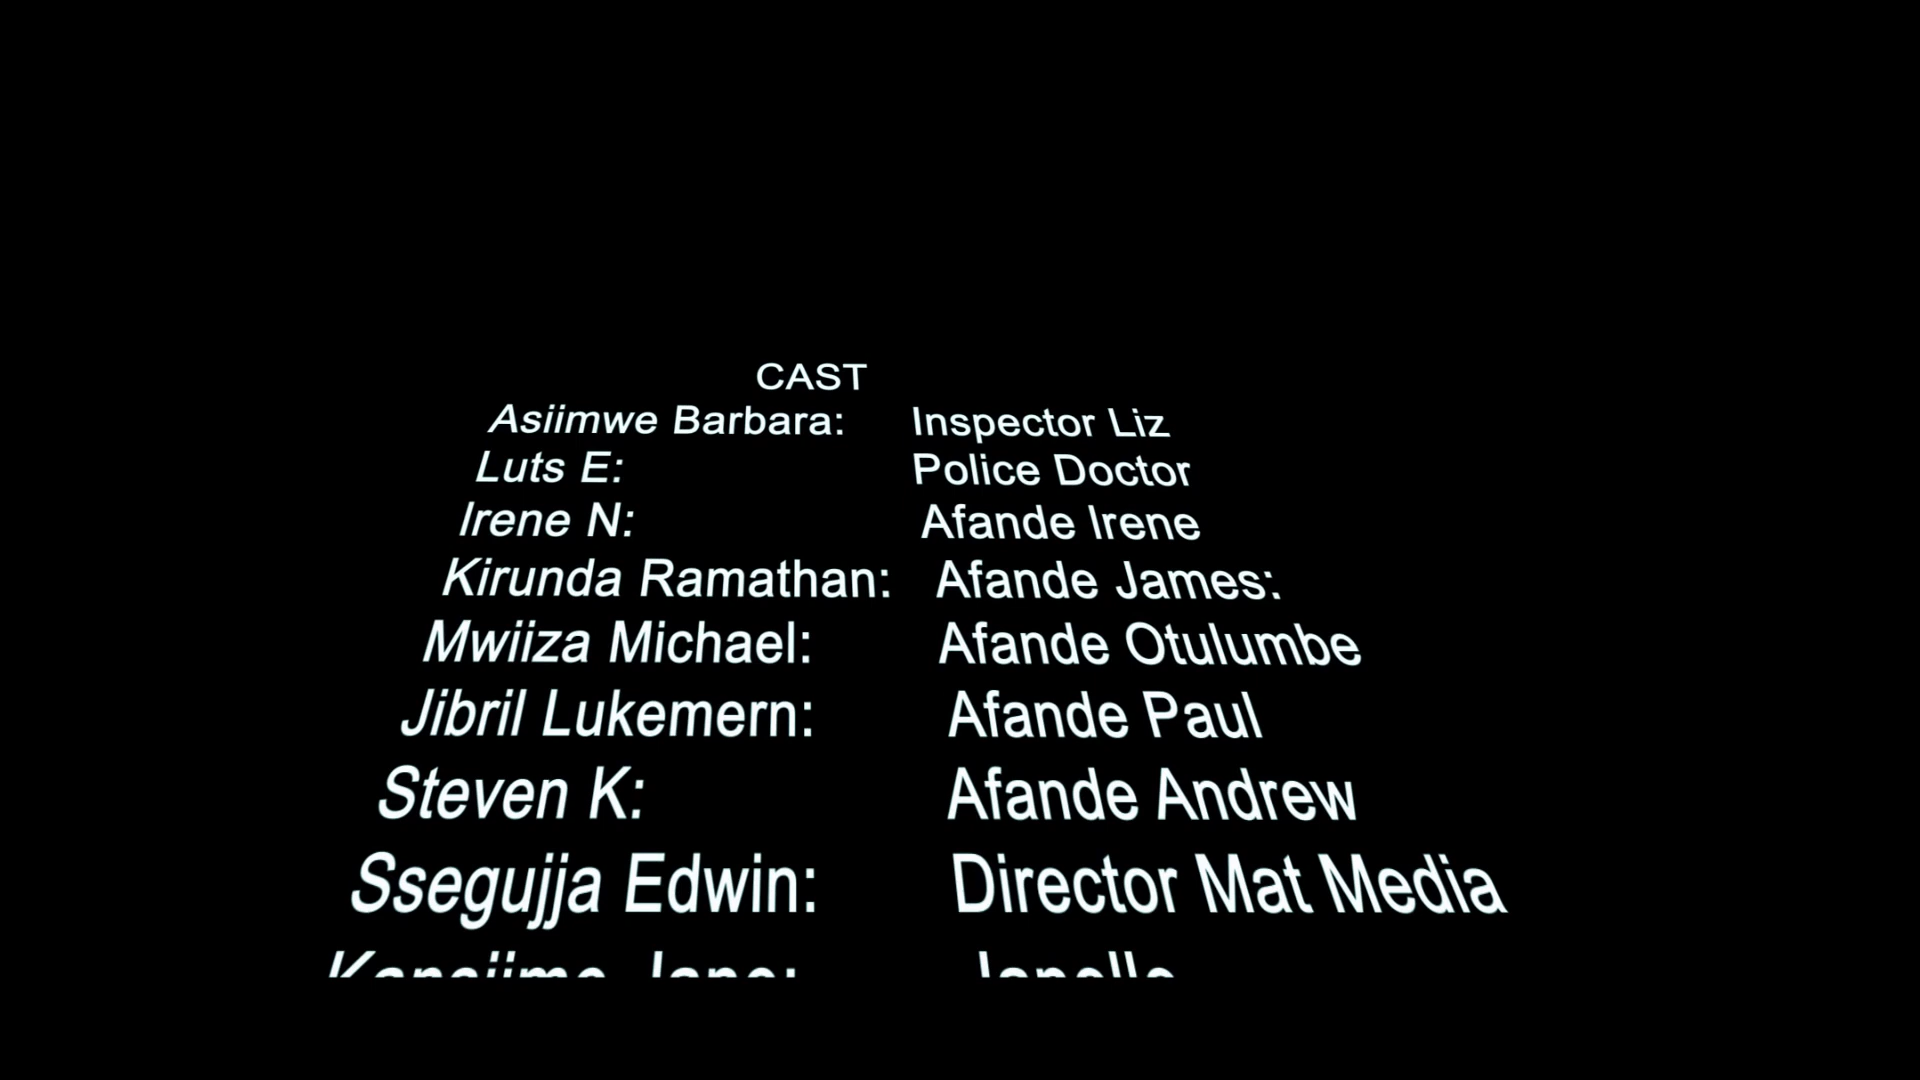 CAST
Asiimwe Barbara: Inspector Liz
Luts E: Police Doctor
Irene N: Afande Irene
Kirunda Ramathan: Afande James:
Mwiiza Michael: Afande Otulumbe
Jibril Lukemern: Afande Paul
Steven K: Afande Andrew
Ssegujja Edwin: Director Mat Media
Jane: